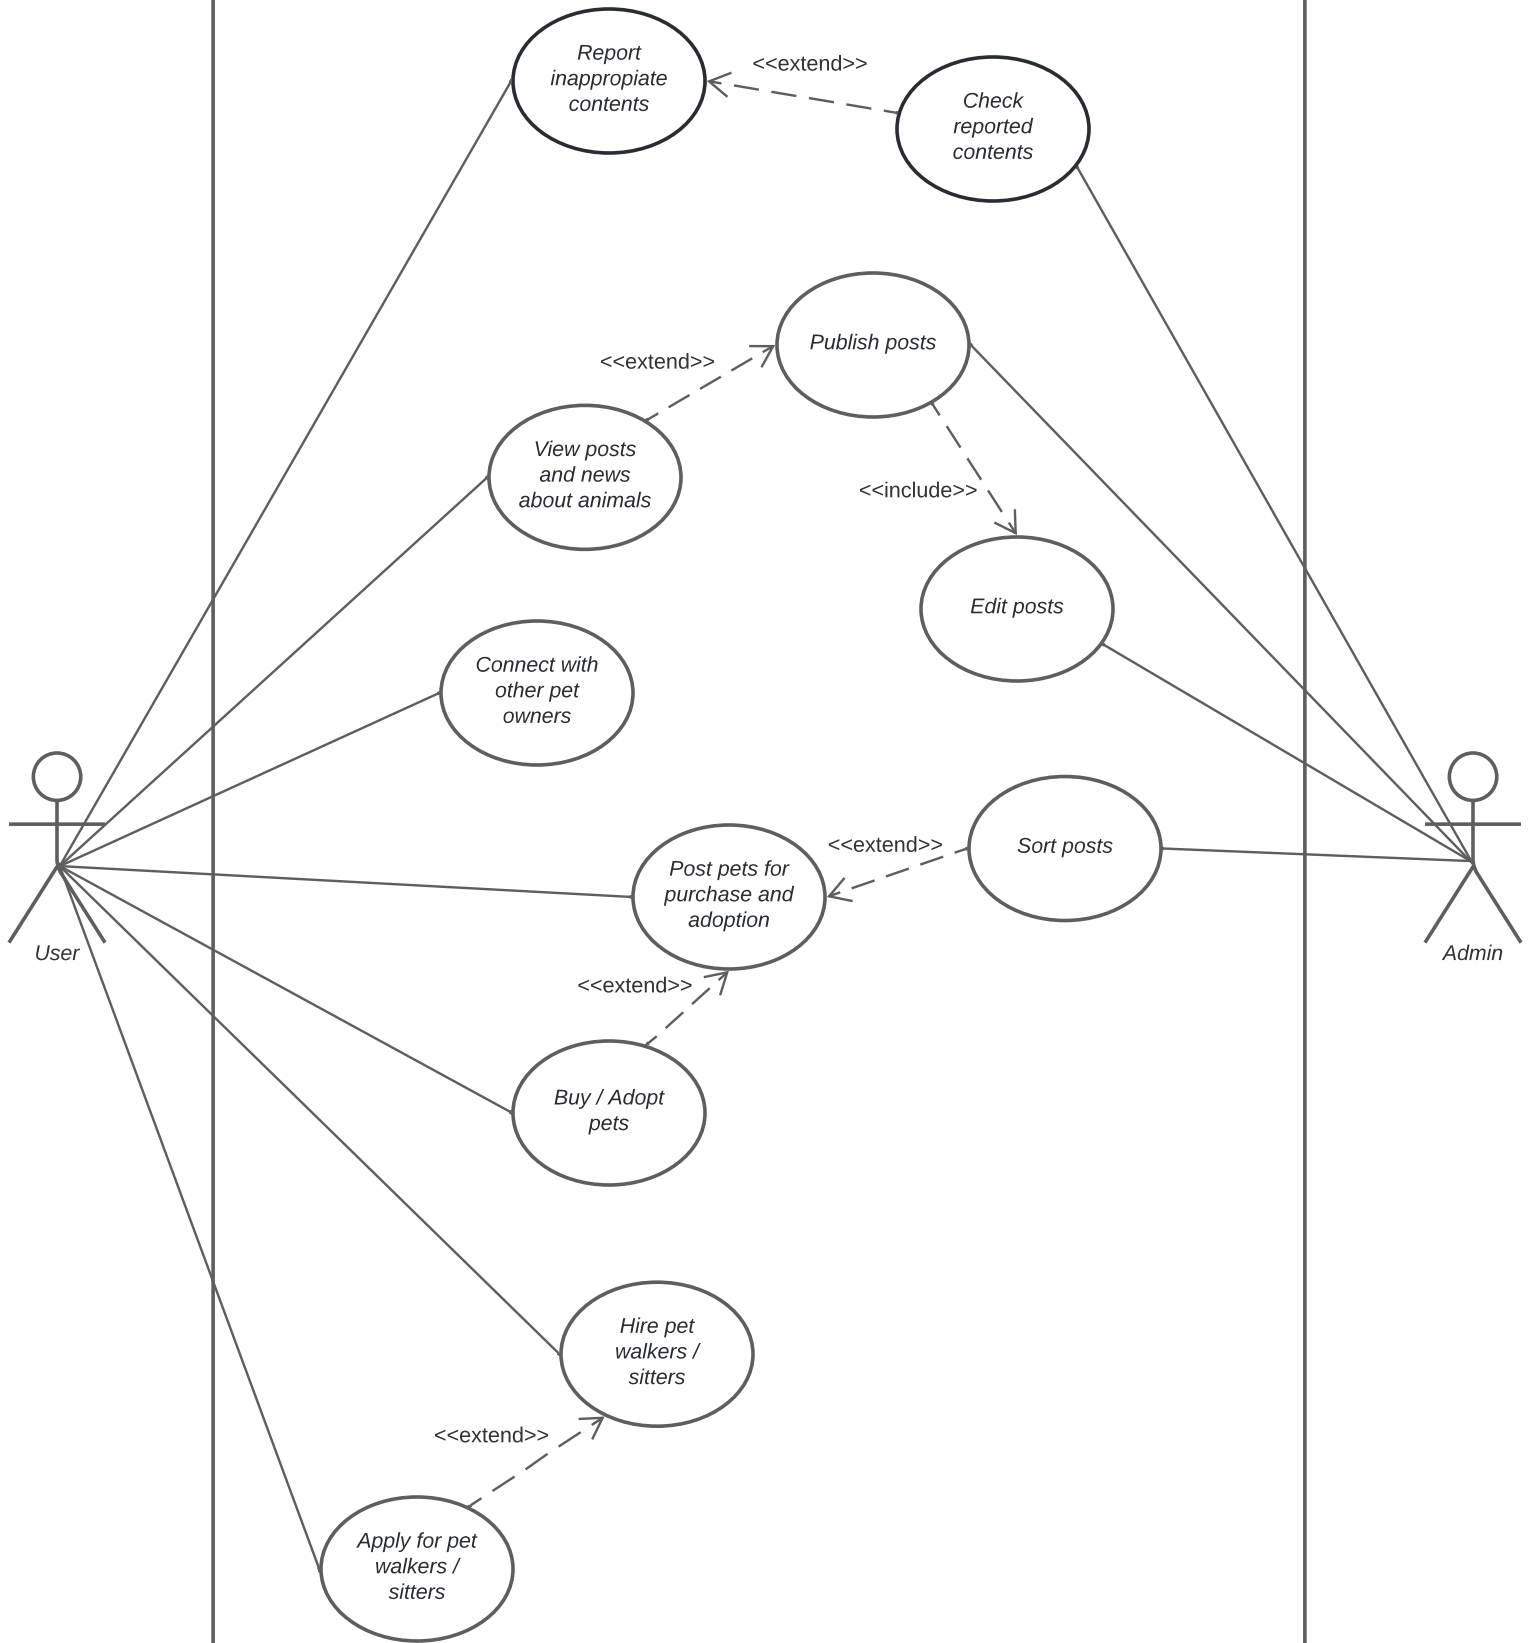 Report
inappropiate
contents
<<extend>>
Check
reported
contents
Publish posts
<<extend>>
View posts
and news
about animals
<<include>>
Edit posts
Connect with
other pet
owners
Sort posts
<<extend>>
Post pets for
purchase and
adoption
User
Admin
<<extend>>
Buy / Adopt
pets
Hire pet
walkers /
sitters
<<extend>>
Apply for pet
walkers /
sitters